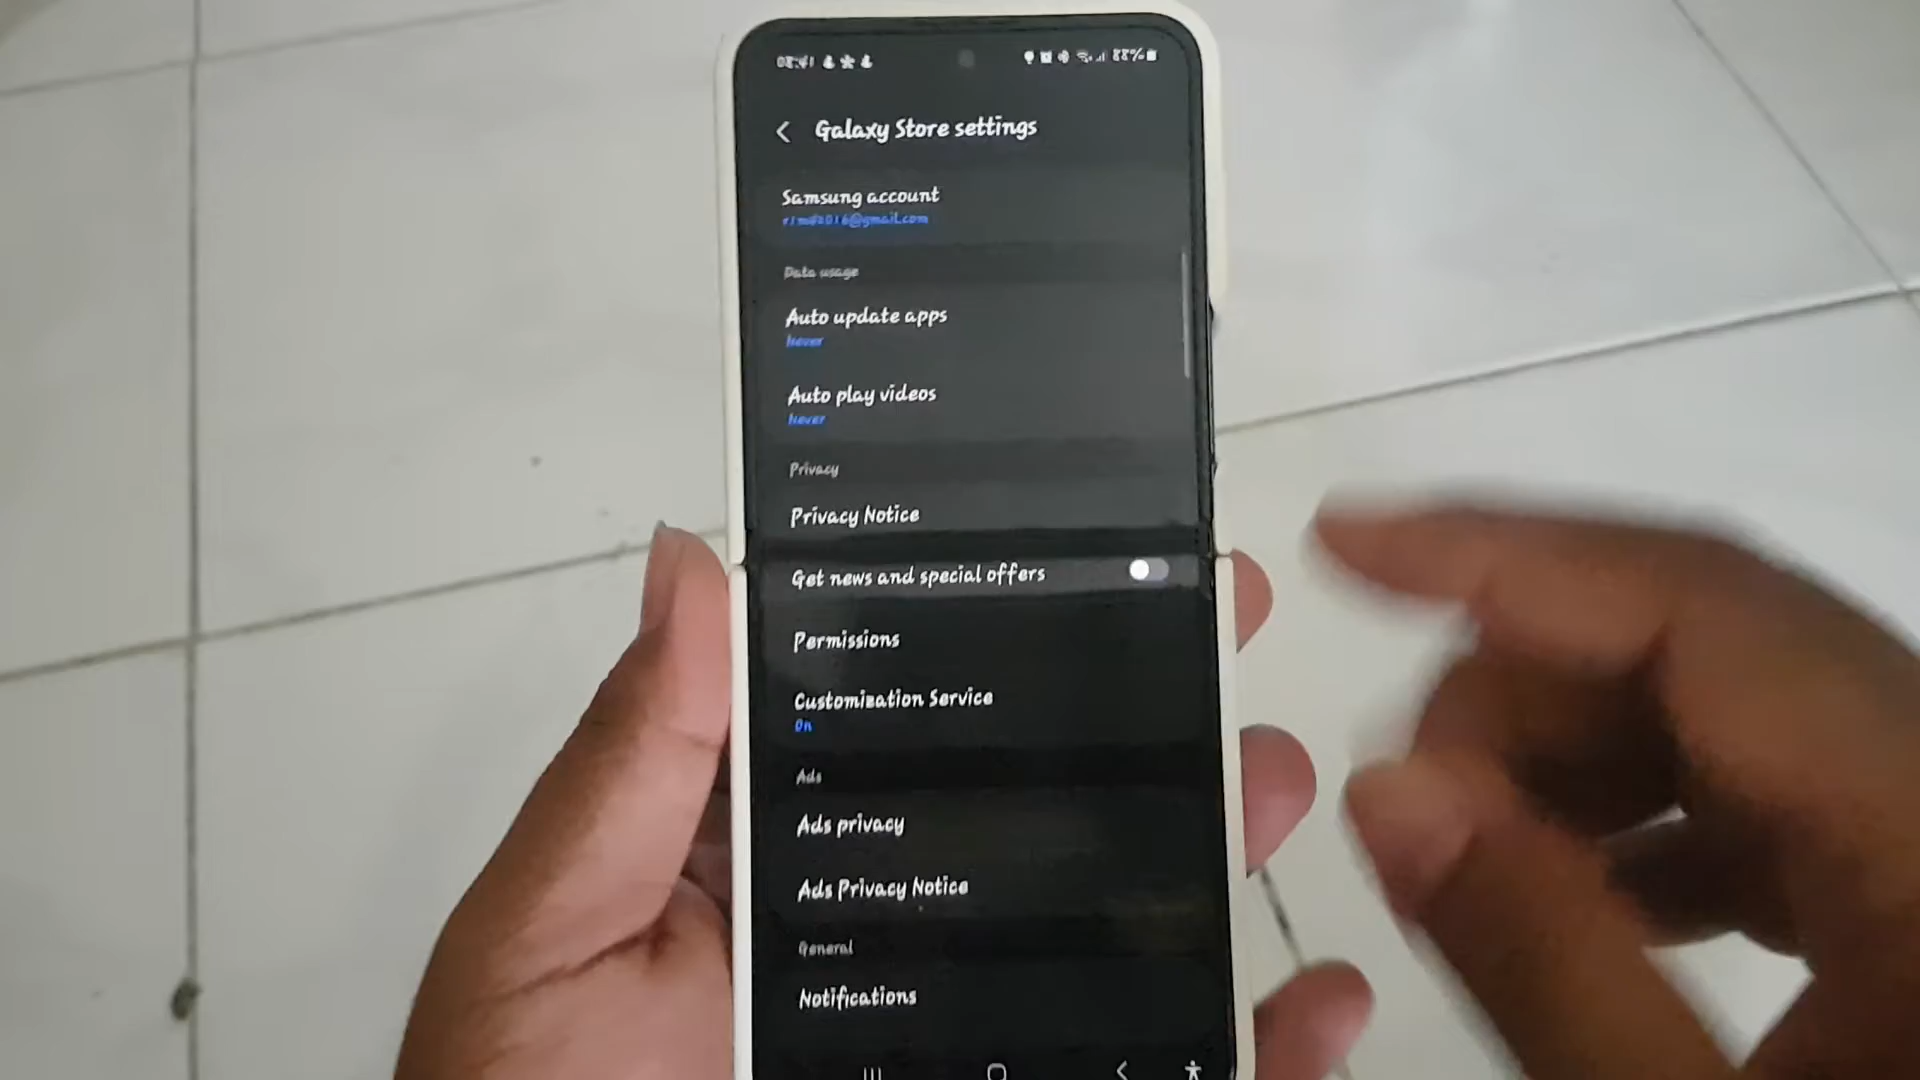 88%
Galaxy Store settings
Samsung account
Data usage
Auto update apps
Never
Auto play videos
Never
Privacy
Privacy Notice
Get news and special offers
Permissions
Customization Service
On
Ads
Ads privacy
Ads Privacy Notice
General
Notifications